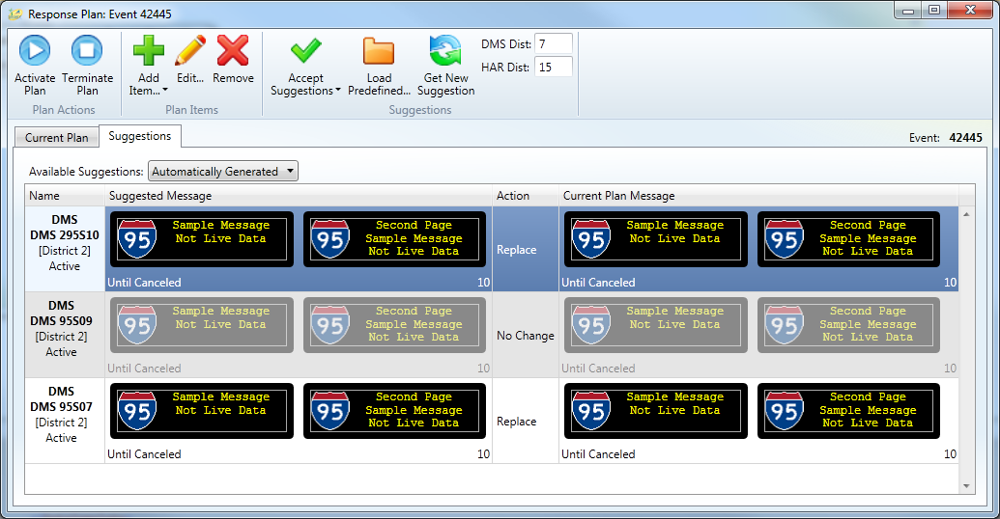 Response Plan: Event 42445
Activate Plan
Terminate Plan
Plan Actions
Add Item...
Edit...
Remove
Plan Items
Accept Suggestions
Load Predefined...
Get New Suggestion
Suggestions
DMS Dist: 7
HAR Dist: 15
Current Plan
Suggestions
Event: 42445
Available Suggestions: Automatically Generated
Name
Suggested Message
Action
Current Plan Message
DMS
DMS 295S10
[District 2]
Active
95
Sample Message
Not Live Data
95
Second Page
Sample Message
Not Live Data
Until Canceled
10
Replace
95
Sample Message
Not Live Data
95
Second Page
Sample Message
Not Live Data
Until Canceled
10
DMS
DMS 95S09
[District 2]
Active
95
Sample Message
Not Live Data
95
Second Page
Sample Message
Not Live Data
Until Canceled
10
No Change
95
Sample Message
Not Live Data
95
Second Page
Sample Message
Not Live Data
Until Canceled
10
DMS
DMS 95S07
[District 2]
Active
95
Sample Message
Not Live Data
95
Second Page
Sample Message
Not Live Data
Until Canceled
10
Replace
95
Sample Message
Not Live Data
95
Second Page
Sample Message
Not Live Data
Until Canceled
10